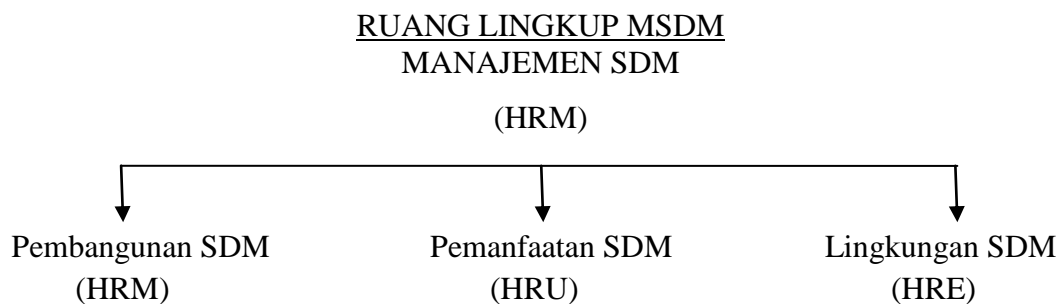 RUANG LINGKUP MSDM
MANAJEMEN SDM
(HRM)
Pembangunan SDM Pemanfaatan SDM Lingkungan SDM
(HRM) (HRU) (HRE)